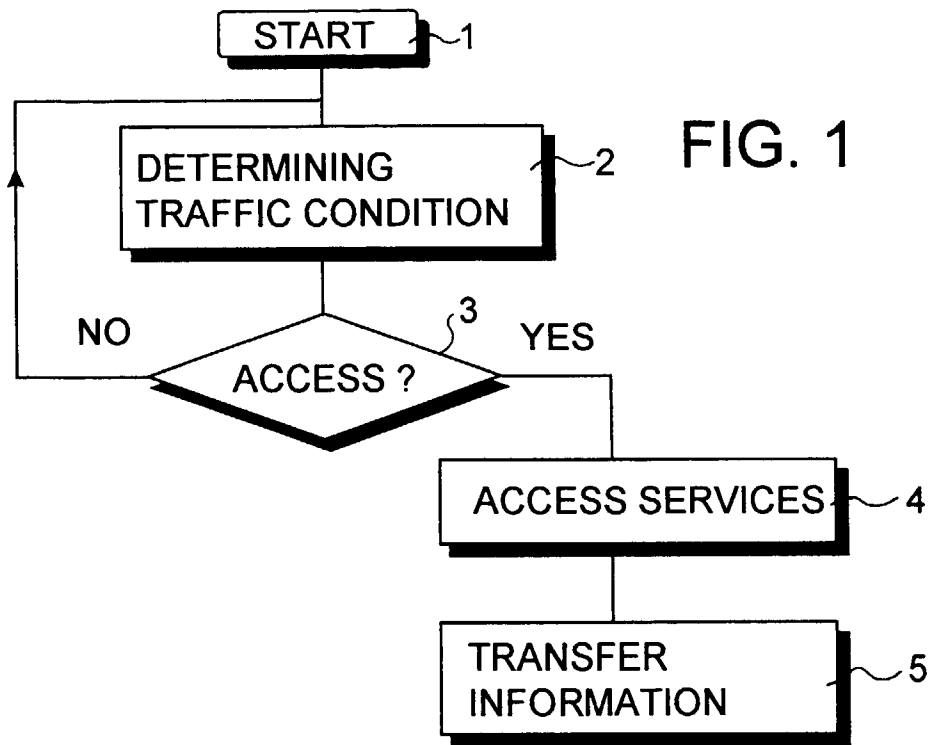 START
1
FIG. 1
DETERMINING
TRAFFIC CONDITION
2
NO
3
YES
ACCESS ?
ACCESS SERVICES
4
TRANSFER
INFORMATION
5